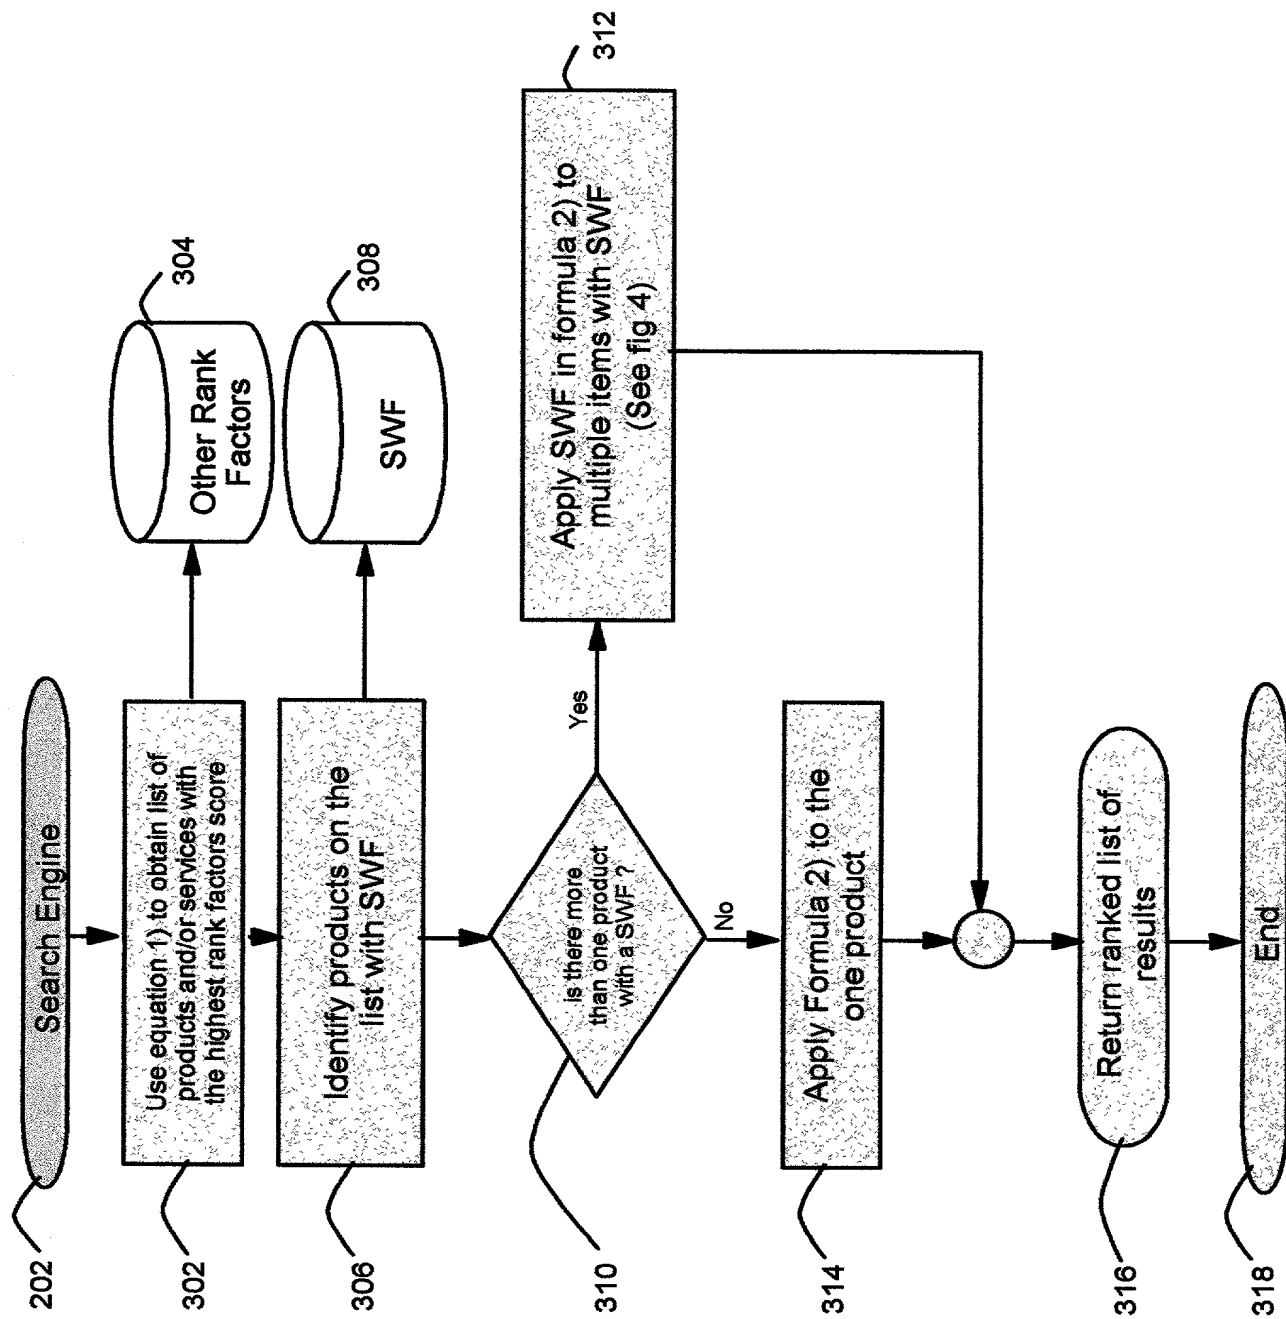 202
Search Engine
302
Use equation 1) to obtain list of
products and/or services with
the highest rank factors score
304
Other Rank
Factors
306
Identify products on the
list with SWF
308
SWF
310
is there more
than one product
with a SWF ?
Yes
No
312
Apply SWF in formula 2) to
multiple items with SWF
(See fig 4)
314
Apply Formula 2) to the
one product
316
Return ranked list of
results
318
End